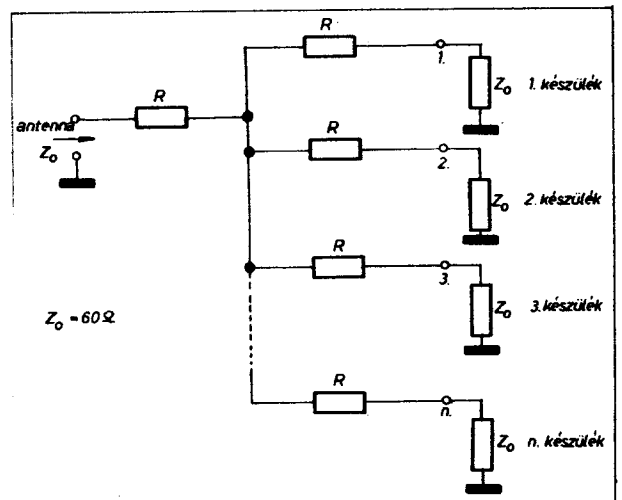 R
1.
Z₀ 1. készülék
R
antenna
Z₀
R
2.
Z₀ 2. készülék
R
3.
Z₀ 3. készülék
Z₀ = 60 Ω
R
n.
Z₀ n. készülék